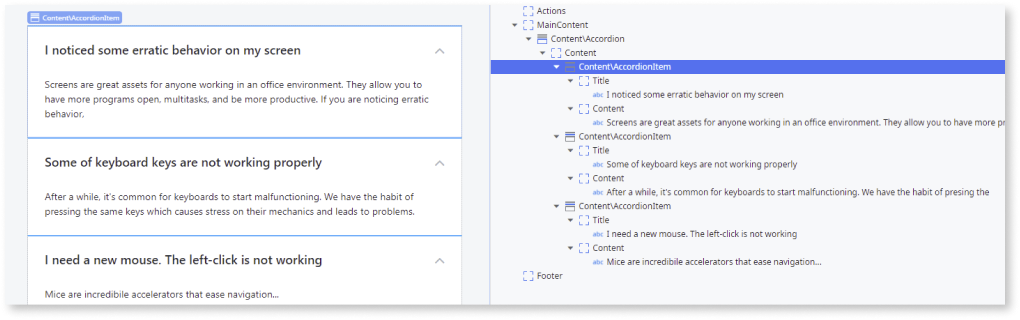 Content\AccordionItem
I noticed some erratic behavior on my screen
Screens are great assets for anyone working in an office environment. They allow you to
have more programs open, multitasks, and be more productive. If you are noticing erratic
behavior,
Some of keyboard keys are not working properly
After a while, it's common for keyboards to start malfunctioning. We have the habit of
pressing the same keys which causes stress on their mechanics and leads to problems.
I need a new mouse. The left-click is not working
Mice are incredibile accelerators that ease navigation...
Actions
MainContent
Content\Accordion
Content
Content\AccordionItem
Title
abc I noticed some erratic behavior on my screen
Content
abc Screens are great assets for anyone working in an office environment. They allow you to have more pr
Content\AccordionItem
Title
abc Some of keyboard keys are not working properly
Content
abc After a while, it's common for keyboards to start malfunctioning. We have the habit of presing the
Content\AccordionItem
Title
abc I need a new mouse. The left-click is not working
Content
abc Mice are incredibile accelerators that ease navigation...
Footer